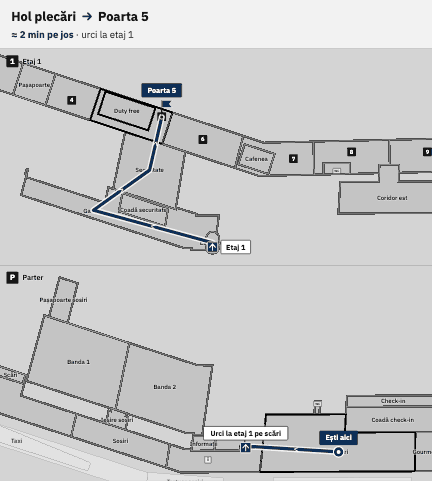 Hol plecări → Poarta 5
≈ 2 min pe jos · urci la etaj 1
1 Etaj 1
Pașapoarte
4
Duty free
Poarta 5
6
Cafenea
7
8
9
Coridor est
Coadă securitate
Etaj 1
P Parter
Pașapoarte sosiri
Banda 1
Banda 2
Scări
Ieșire sosiri
Taxi
Sosiri
Informații
Urci la etaj 1 pe scări
Ești aici
Check-in
Coadă check-in